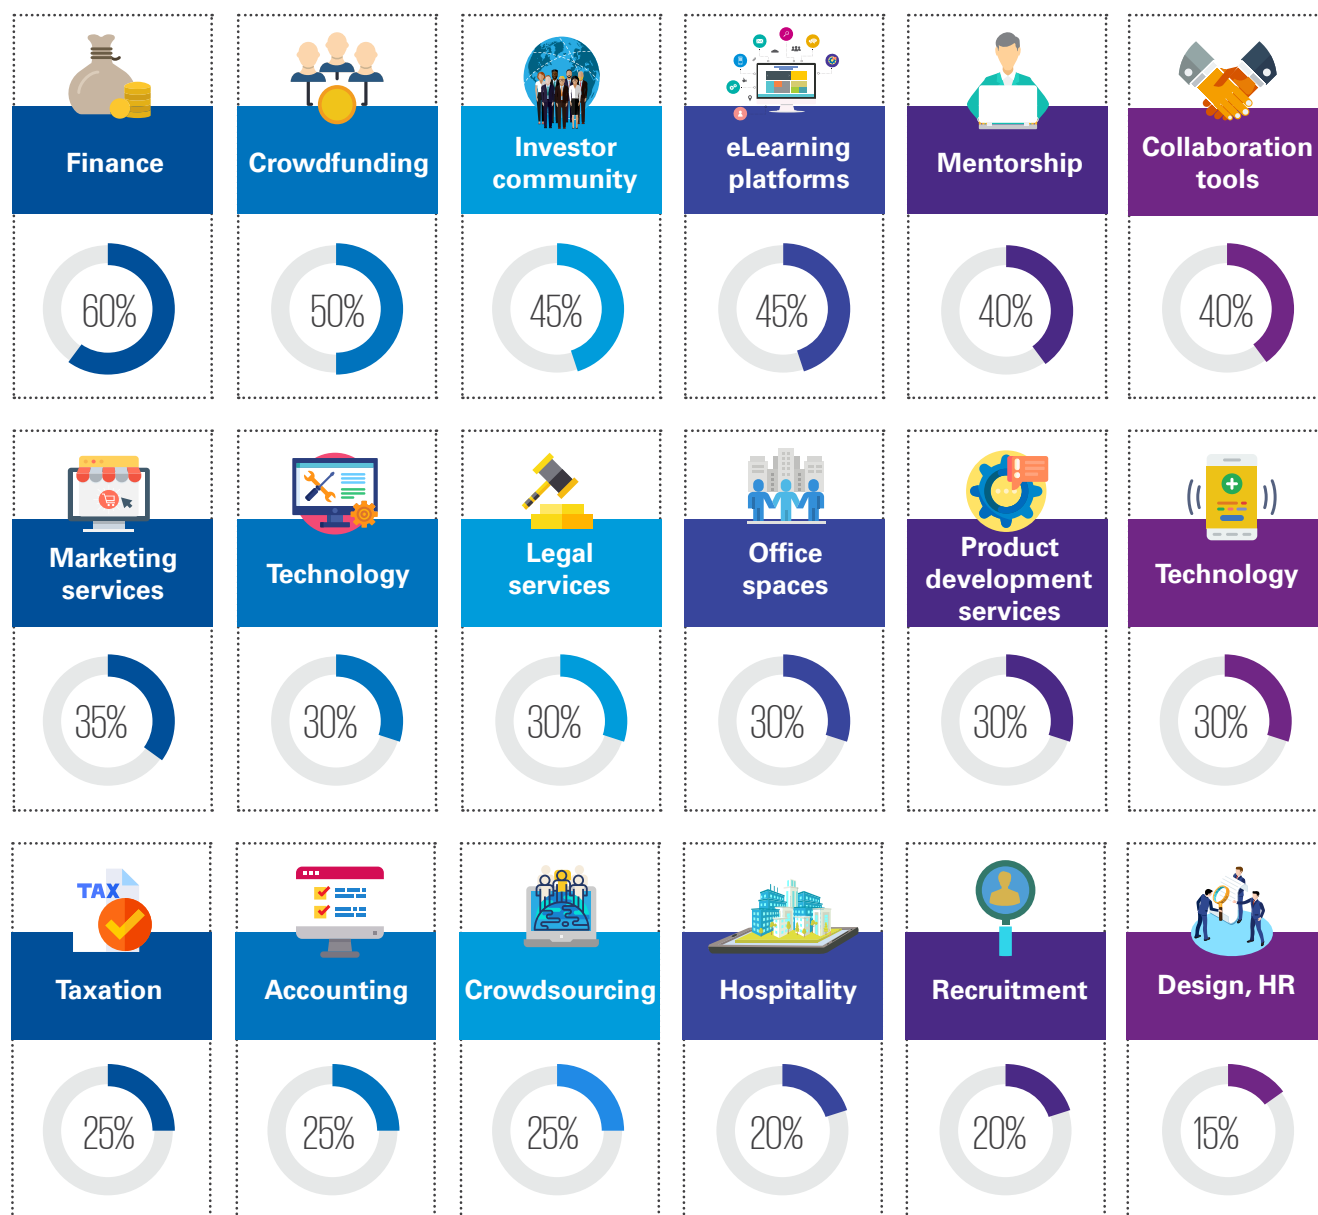 Finance
Crowdfunding
Investor
community
eLearning
platforms
Mentorship
Collaboration
tools
60%
50%
45%
45%
40%
40%
Marketing
services
Technology
Legal
services
Office
spaces
Product
development
services
Technology
35%
30%
30%
30%
30%
30%
TAX
Taxation
Accounting
Crowdsourcing
Hospitality
Recruitment
Design, HR
25%
25%
25%
20%
20%
15%